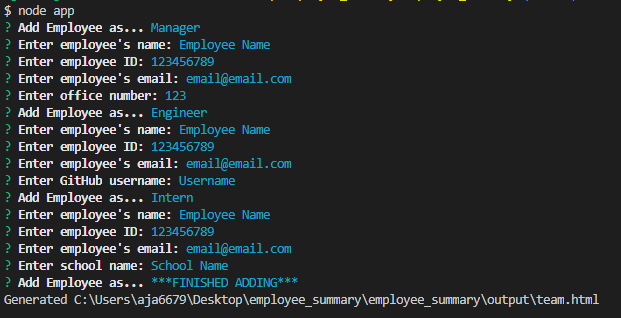 $ node app
? Add Employee as... Manager
? Enter employee's name: Employee Name
? Enter employee ID: 123456789
? Enter employee's email: email@email.com
? Enter office number: 123
? Add Employee as... Engineer
? Enter employee's name: Employee Name
? Enter employee ID: 123456789
? Enter employee's email: email@email.com
? Enter GitHub username: Username
? Add Employee as... Intern
? Enter employee's name: Employee Name
? Enter employee ID: 123456789
? Enter employee's email: email@email.com
? Enter school name: School Name
? Add Employee as... ***FINISHED ADDING***
Generated C:\Users\aja6679\Desktop\employee_summary\employee_summary\output\team.html